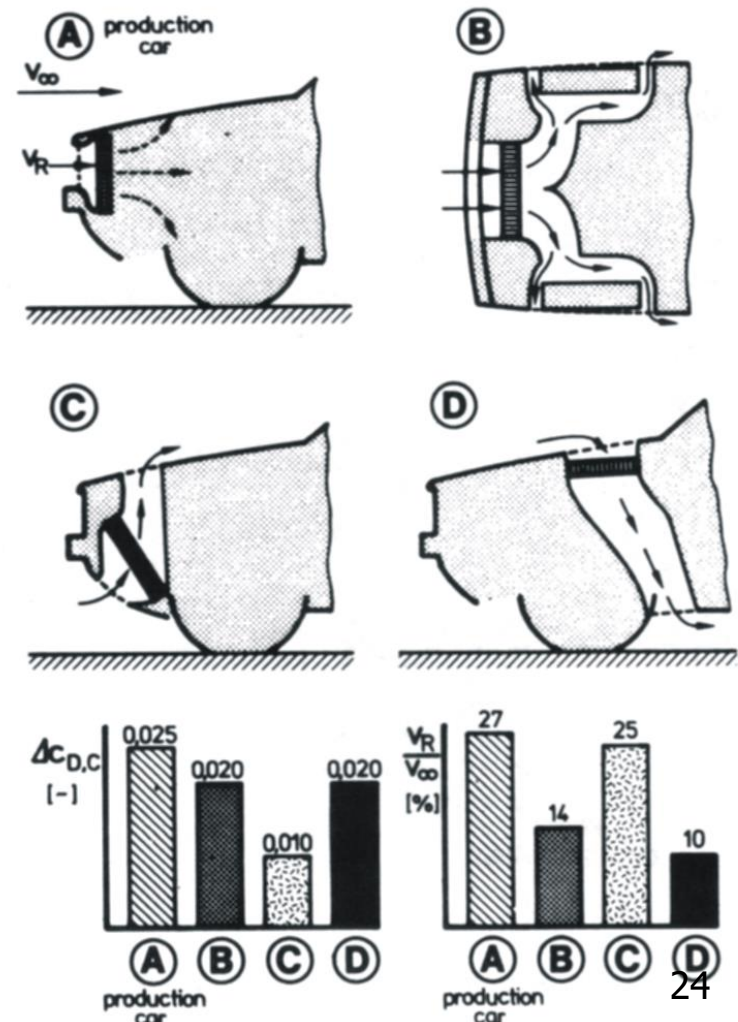 A production
car
V∞
VR
B
C
D
ΔcD,C
[-]
0,025
0,020
0,010
0,020
A B C D
production
car
VR
V∞
[%]
27
14
25
10
A B C D
production
car
24